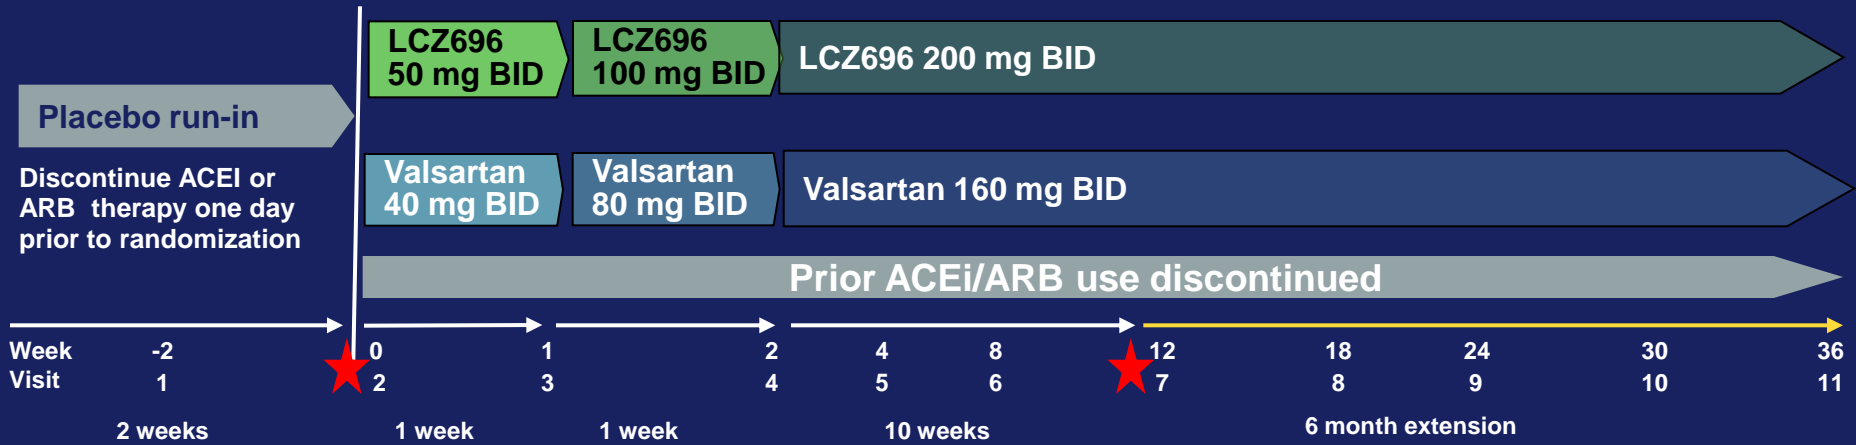 LCZ696
50 mg BID
LCZ696
100 mg BID
LCZ696 200 mg BID
Placebo run-in
Discontinue ACEI or
ARB therapy one day
prior to randomization
Valsartan
40 mg BID
Valsartan
80 mg BID
Valsartan 160 mg BID
Prior ACEi/ARB use discontinued
Week -2 0 1 2 4 8 12 18 24 30 36
Visit 1 2 3 4 5 6 7 8 9 10 11
2 weeks 1 week 1 week 10 weeks 6 month extension